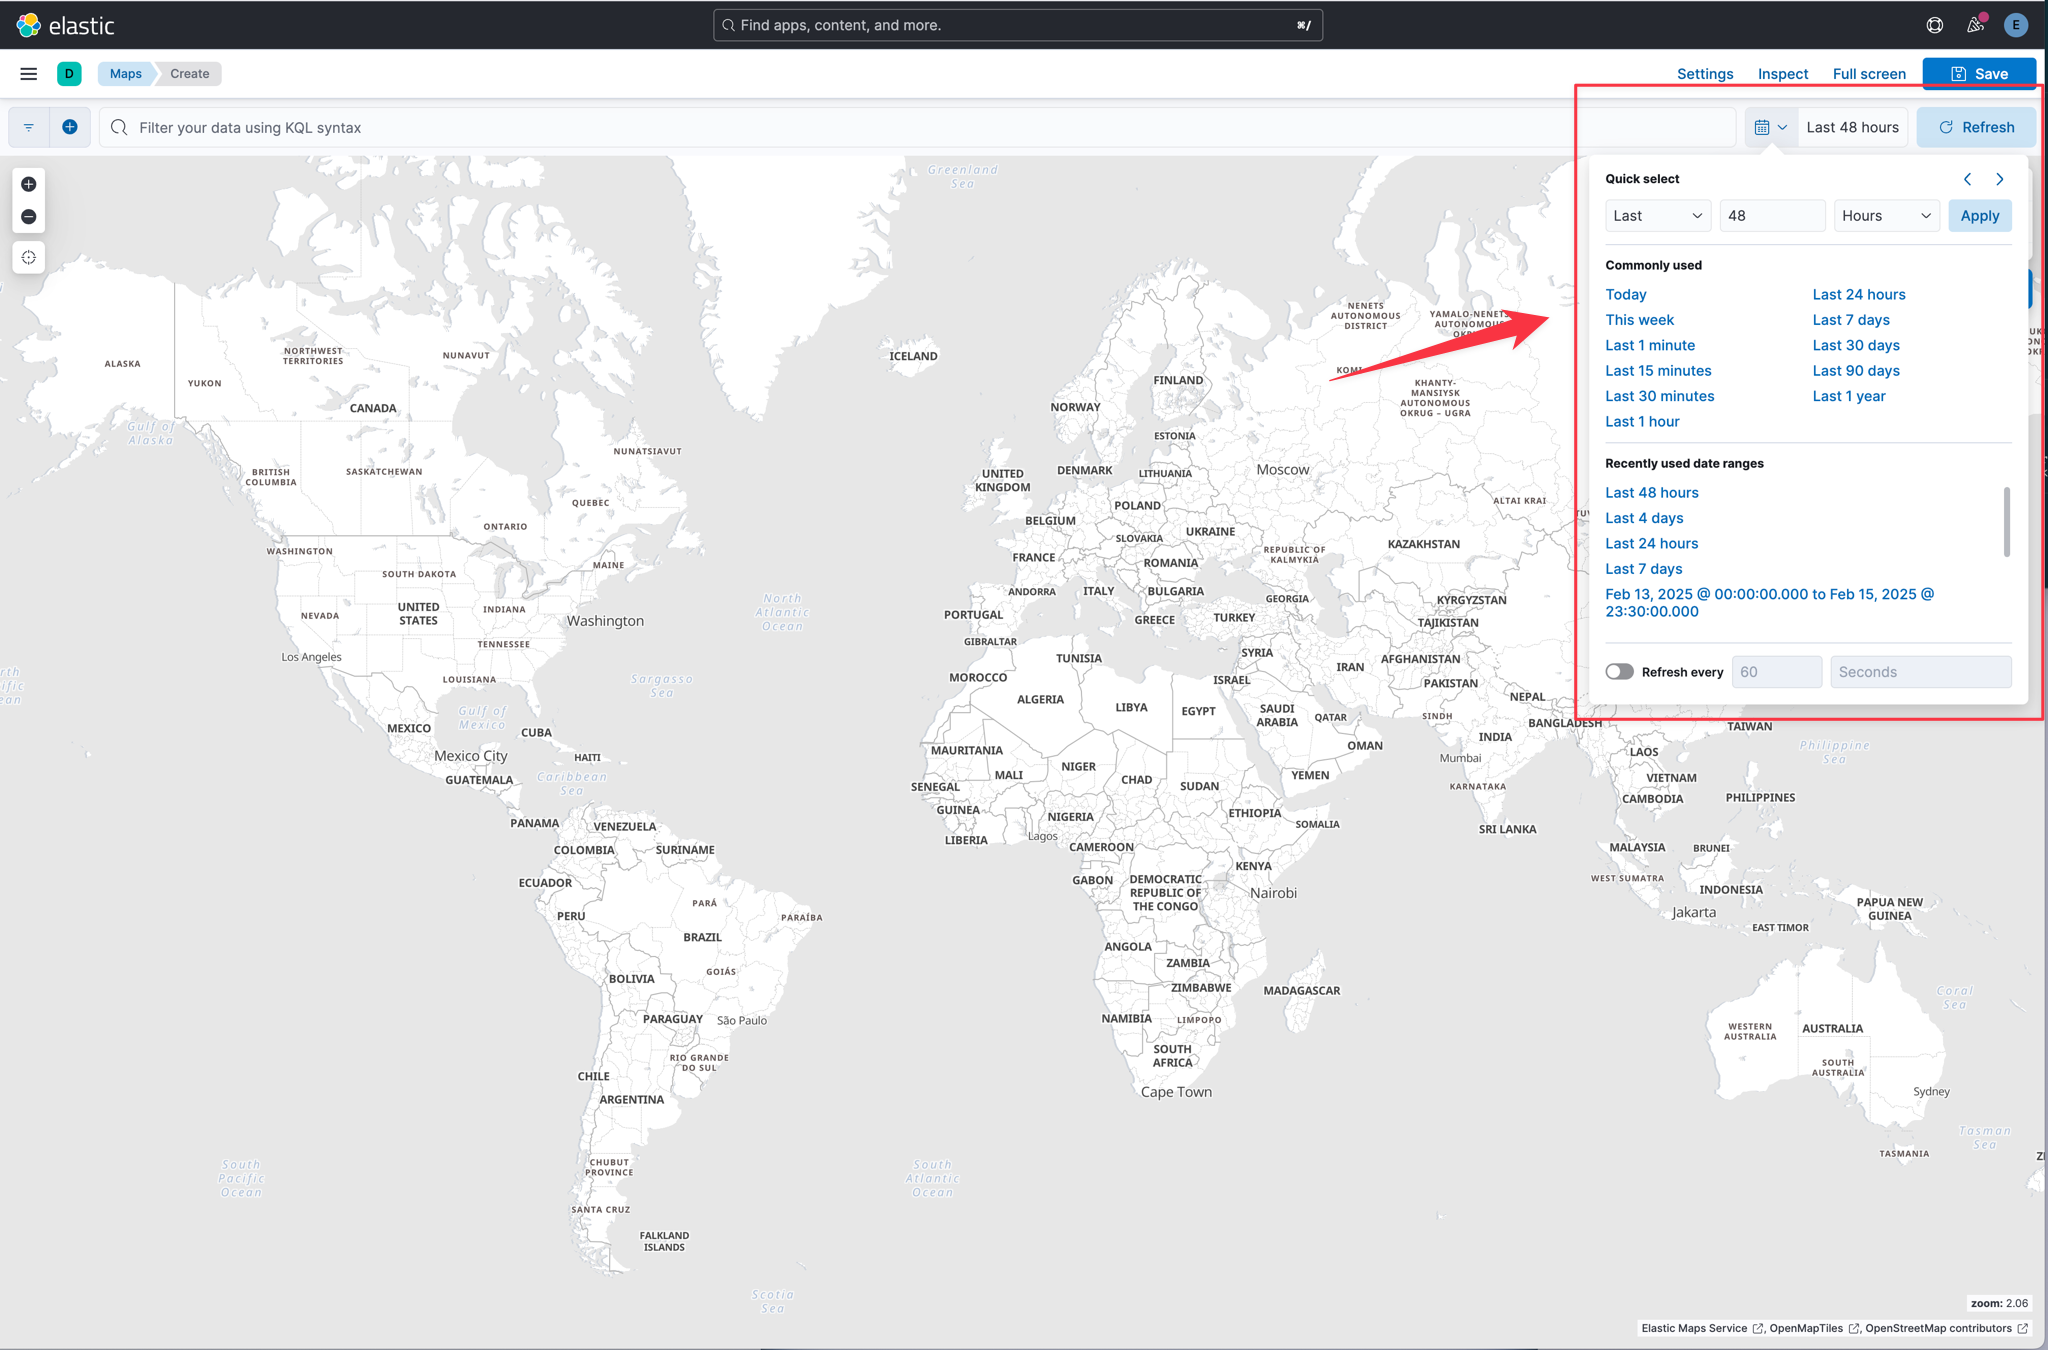 elastic
Find apps, content, and more.
⌘/
E
D
Maps
Create
Settings
Inspect
Full screen
Save
Filter your data using KQL syntax
Last 48 hours
Refresh
Quick select
Last
48
Hours
Apply
Commonly used
Today
Last 24 hours
This week
Last 7 days
Last 1 minute
Last 30 days
Last 15 minutes
Last 90 days
Last 30 minutes
Last 1 year
Last 1 hour
Recently used date ranges
Last 48 hours
Last 4 days
Last 24 hours
Last 7 days
Feb 13, 2025 @ 00:00:00.000 to Feb 15, 2025 @
23:30:00.000
Refresh every
60
Seconds
Greenland
Sea
NENETS
AUTONOMOUS
DISTRICT
ICELAND
ALASKA
YUKON
NORTHWEST
TERRITORIES
NUNAVUT
CANADA
Gulf of
Alaska
BRITISH
COLUMBIA
SASKATCHEWAN
NUNATSIAVUT
QUEBEC
ONTARIO
WASHINGTON
SOUTH DAKOTA
MAINE
NEVADA
UNITED
STATES
INDIANA
Washington
TENNESSEE
Los Angeles
LOUISIANA
Gulf of
Mexico
MEXICO
Mexico City
CUBA
HAITI
GUATEMALA
Caribbean
Sea
Sargasso
Sea
North
Atlantic
Ocean
FINLAND
NORWAY
ESTONIA
DENMARK
LITHUANIA
Moscow
KHANTY-
MANSIYSK
AUTONOMOUS
OKRUG – UGRA
UNITED
KINGDOM
POLAND
BELGIUM
SLOVAKIA
UKRAINE
ALTAI KRAI
FRANCE
ROMANIA
REPUBLIC OF
KALMYKIA
KAZAKHSTAN
ANDORRA
ITALY
BULGARIA
GEORGIA
KYRGYZSTAN
PORTUGAL
GREECE
TURKEY
TAJIKISTAN
GIBRALTAR
TUNISIA
SYRIA
IRAN
AFGHANISTAN
MOROCCO
ISRAEL
PAKISTAN
NEPAL
ALGERIA
LIBYA
EGYPT
SAUDI
ARABIA
QATAR
SINDH
BANGLADESH
TAIWAN
MAURITANIA
OMAN
INDIA
Mumbai
LAOS
Philippine
Sea
MALI
NIGER
CHAD
SUDAN
YEMEN
KARNATAKA
VIETNAM
SENEGAL
CAMBODIA
PHILIPPINES
GUINEA
NIGERIA
ETHIOPIA
SOMALIA
SRI LANKA
LIBERIA
Lagos
CAMEROON
MALAYSIA
BRUNEI
PANAMA
VENEZUELA
COLOMBIA
SURINAME
ECUADOR
PERU
PARÁ
PARAÍBA
BRAZIL
GOIÁS
BOLIVIA
PARAGUAY
São Paulo
RIO GRANDE
DO SUL
CHILE
ARGENTINA
CHUBUT
PROVINCE
SANTA CRUZ
FALKLAND
ISLANDS
KENYA
GABON
DEMOCRATIC
REPUBLIC OF
THE CONGO
Nairobi
ANGOLA
ZAMBIA
ZIMBABWE
MADAGASCAR
NAMIBIA
LIMPOPO
SOUTH
AFRICA
Cape Town
WEST SUMATRA
INDONESIA
Jakarta
EAST TIMOR
PAPUA NEW
GUINEA
Coral
Sea
WESTERN
AUSTRALIA
AUSTRALIA
SOUTH
AUSTRALIA
Sydney
Tasman
Sea
TASMANIA
South
Pacific
Ocean
South
Atlantic
Ocean
Scotia
Sea
zoom: 2.06
Elastic Maps Service , OpenMapTiles , OpenStreetMap contributors